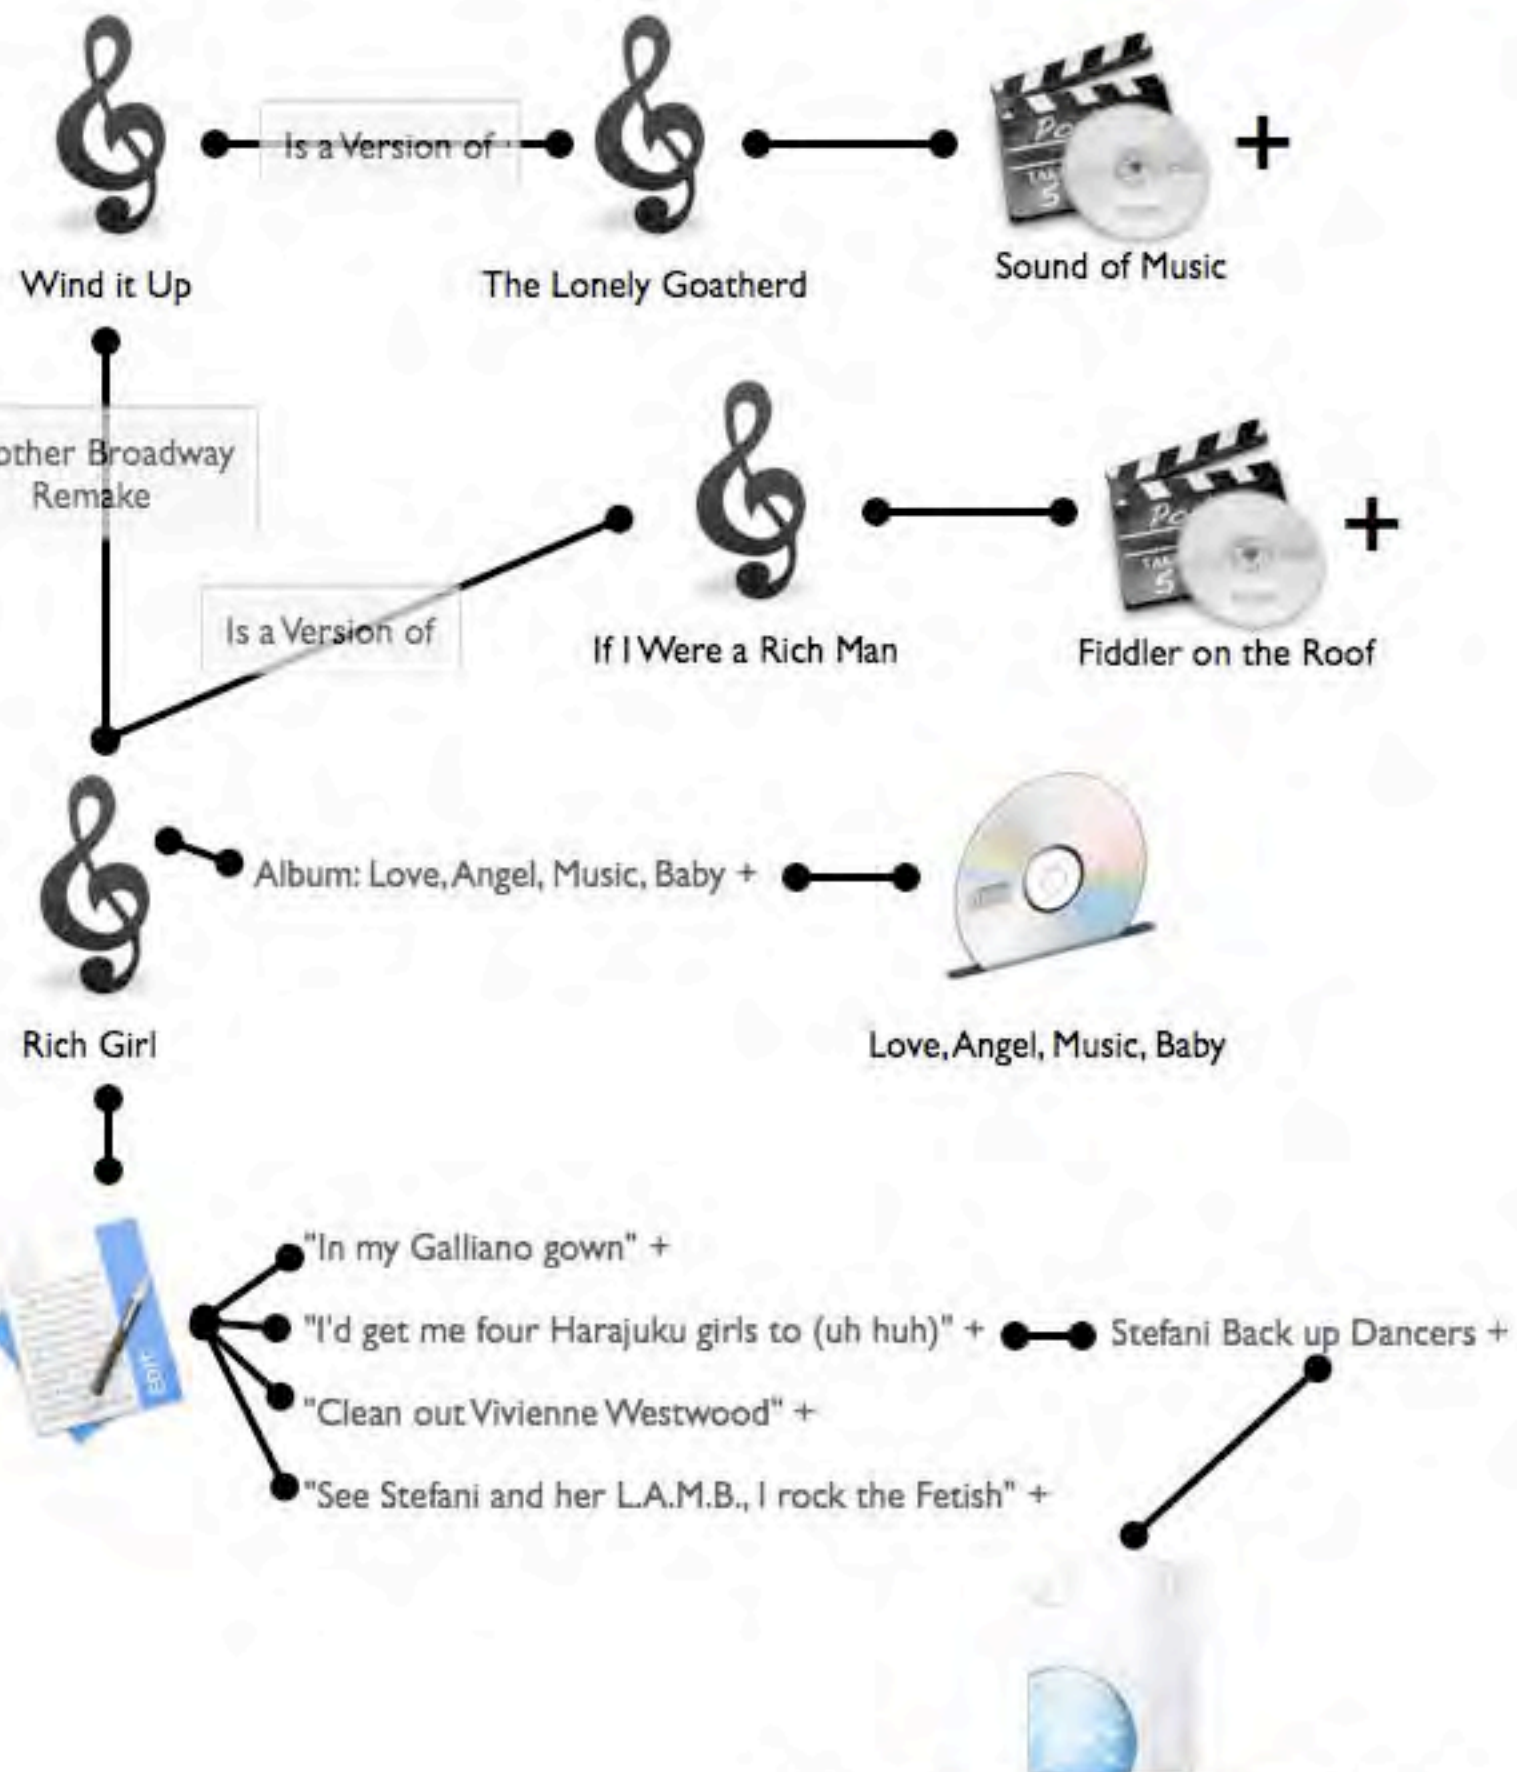 Is a Version of
Wind it Up
The Lonely Goatherd
Sound of Music
other Broadway
Remake
Is a Version of
If I Were a Rich Man
Fiddler on the Roof
Album: Love, Angel, Music, Baby +
Rich Girl
Love, Angel, Music, Baby
"In my Galliano gown" +
"I'd get me four Harajuku girls to (uh huh)" +
Stefani Back up Dancers +
"Clean out Vivienne Westwood" +
"See Stefani and her L.A.M.B., I rock the Fetish" +
EDIT